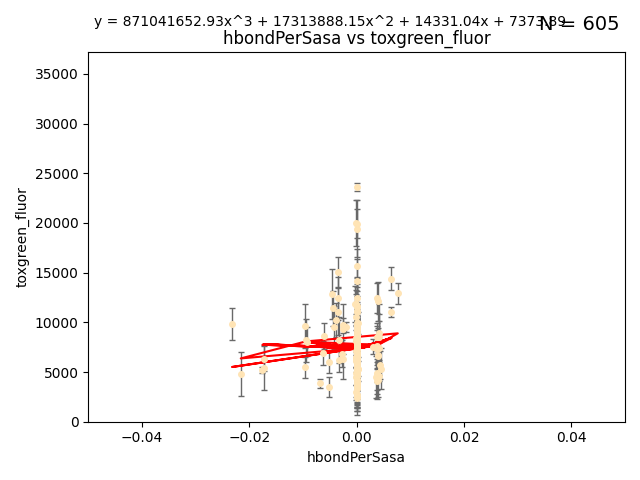 y = 871041652.93x^3 + 17313888.15x^2 + 14331.04x + 7373.89
N = 605
hbondPerSasa vs toxgreen_fluor
35000
30000
25000
20000
15000
10000
5000
0
toxgreen_fluor
−0.04
−0.02
0.00
0.02
0.04
hbondPerSasa